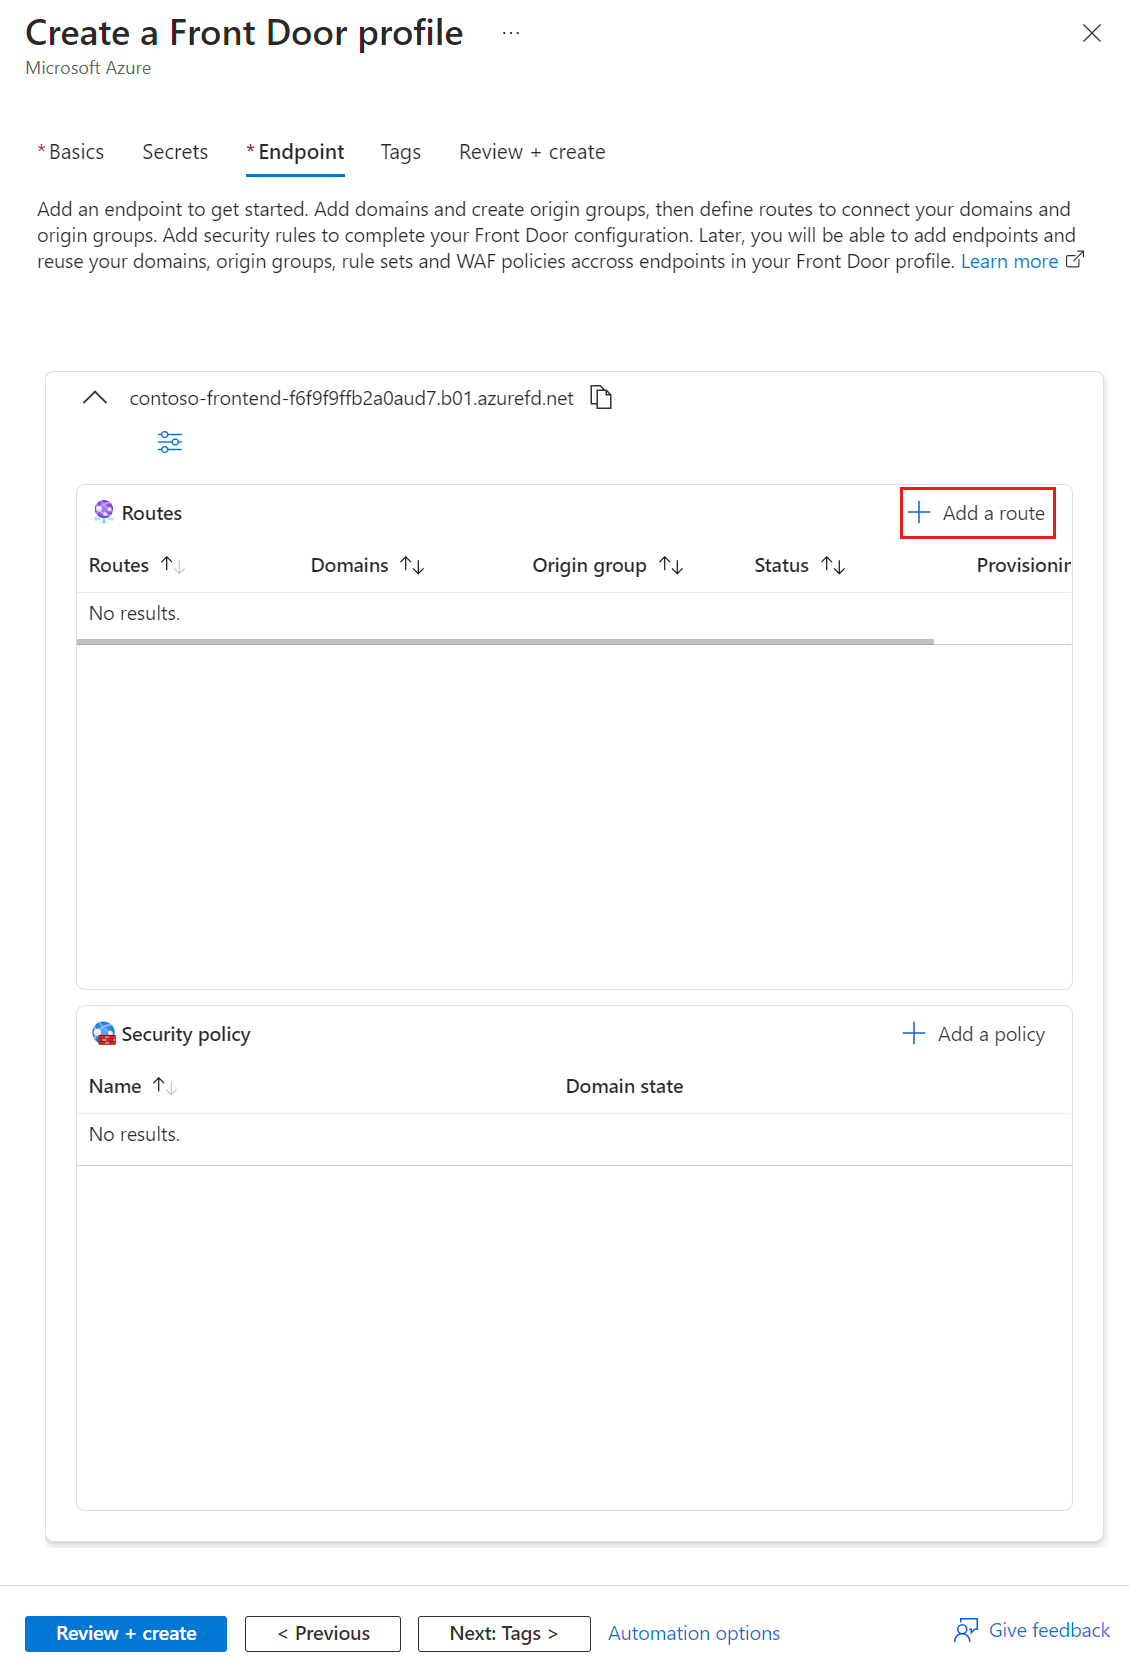 Create a Front Door profile ...
Microsoft Azure
*Basics Secrets *Endpoint Tags Review + create
Add an endpoint to get started. Add domains and create origin groups, then define routes to connect your domains and
origin groups. Add security rules to complete your Front Door configuration. Later, you will be able to add endpoints and
reuse your domains, origin groups, rule sets and WAF policies accross endpoints in your Front Door profile. Learn more
contoso-frontend-f6f9f9ffb2a0aud7.b01.azurefd.net
Routes + Add a route
Routes ↑↓ Domains ↑↓ Origin group ↑↓ Status ↑↓ Provisionin
No results.
Security policy + Add a policy
Name ↑↓ Domain state
No results.
Review + create < Previous Next: Tags > Automation options Give feedback